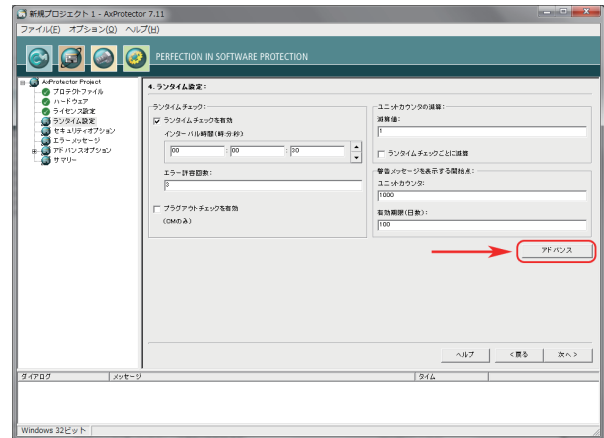 新規プロジェクト 1 - AxProtector 7.11
ファイル(F) オプション(O) ヘルプ(H)
PERFECTION IN SOFTWARE PROTECTION
AxProtector Project
プロテクトファイル
ハードウェア
ライセンス設定
ランタイム設定
セキュリティオプション
エラーメッセージ
アドバンスオプション
サマリー
4. ランタイム設定:
ランタイムチェック:
ランタイムチェックを有効
インターバル時間(時:分:秒):
00 : 00 : 30
エラー許容回数:
3
プラグアウトチェックを有効
(CMのみ)
ユニットカウンタの減算:
減算値:
1
ランタイムチェックごとに減算
警告メッセージを表示する開始点:
ユニットカウンタ:
1000
有効期限(日数):
100
アドバンス
ヘルプ
< 戻る
次へ >
ダイアログ メッセージ タイム
Windows 32ビット